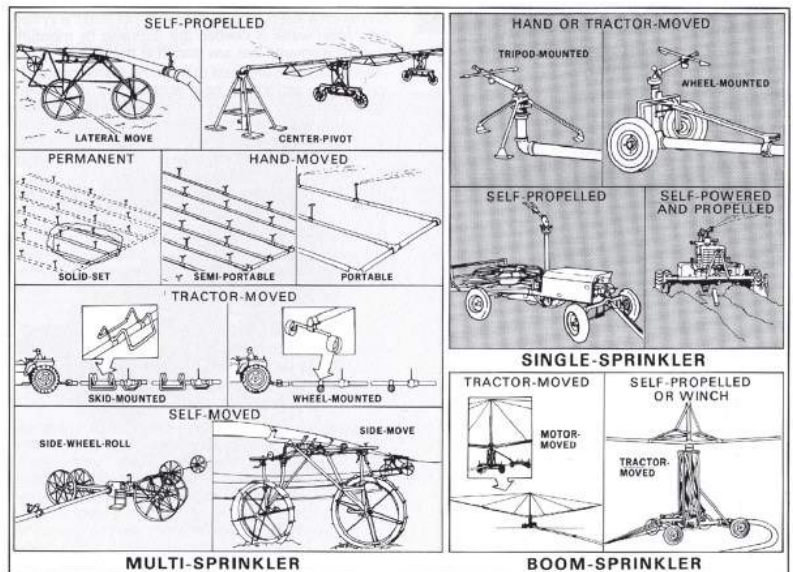 SELF-PROPELLED
LATERAL MOVE
CENTER-PIVOT
PERMANENT
HAND-MOVED
SOLID-SET
SEMI-PORTABLE
PORTABLE
TRACTOR-MOVED
SKID-MOUNTED
WHEEL-MOUNTED
SELF-MOVED
SIDE-WHEEL-ROLL
SIDE-MOVE
MULTI-SPRINKLER
HAND OR TRACTOR-MOVED
TRIPOD-MOUNTED
WHEEL-MOUNTED
SELF-PROPELLED
SELF-POWERED
AND PROPELLED
SINGLE-SPRINKLER
TRACTOR-MOVED
MOTOR-
MOVED
SELF-PROPELLED
OR WINCH
TRACTOR-
MOVED
BOOM-SPRINKLER